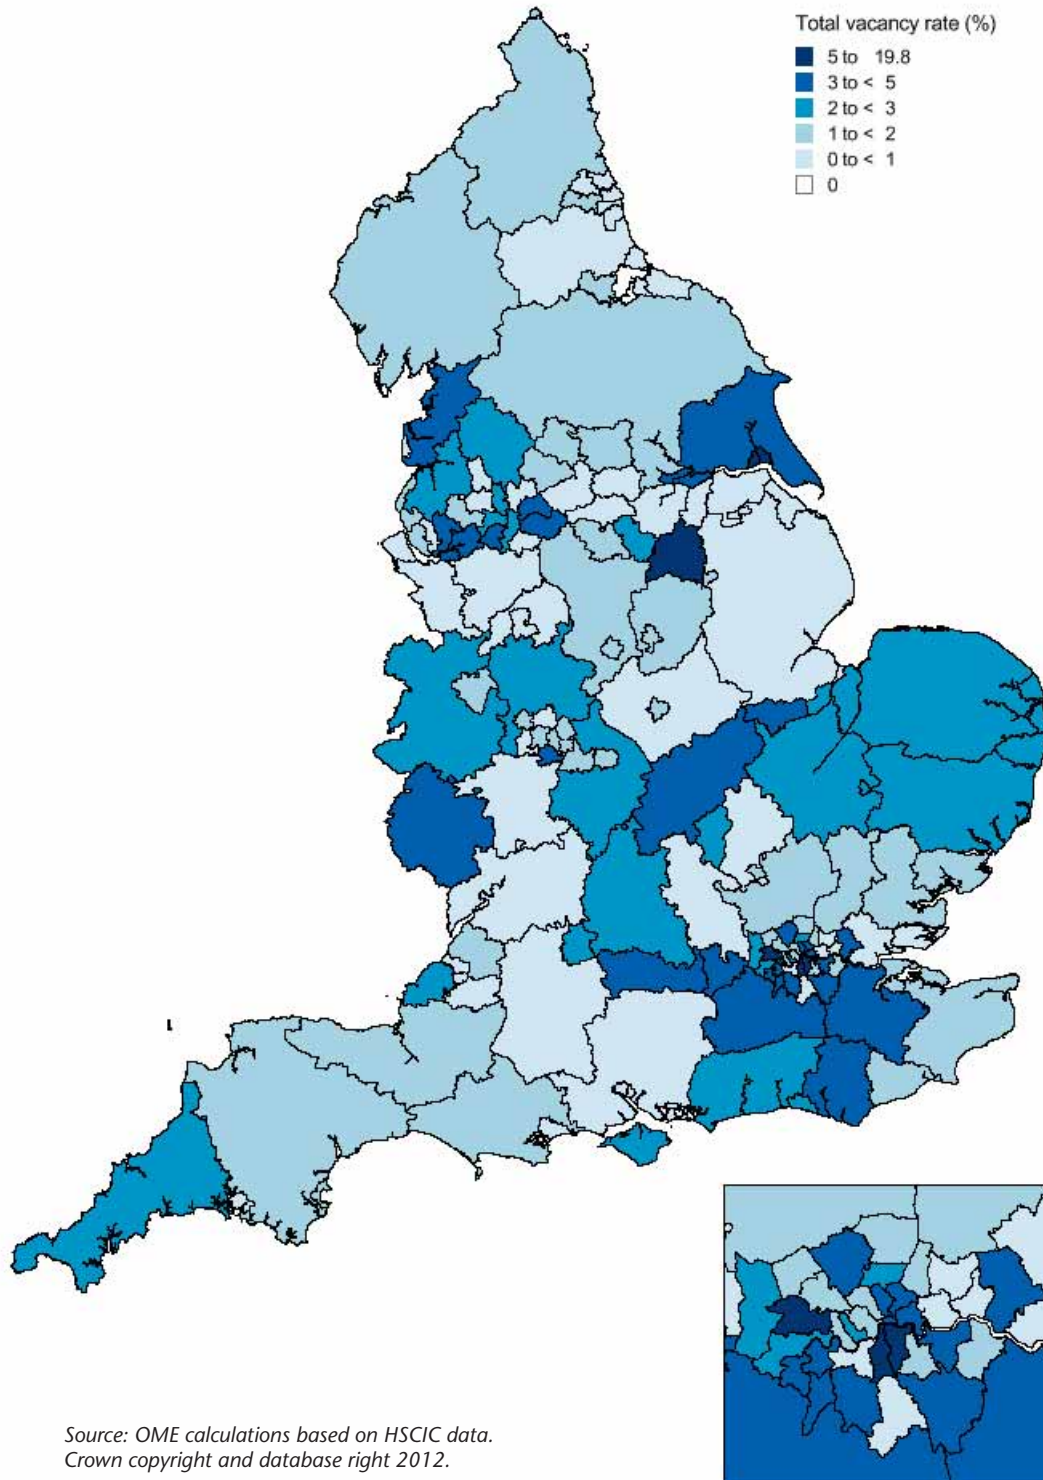 Total vacancy rate (%)
5 to 19.8
3 to < 5
2 to < 3
1 to < 2
0 to < 1
0
Source: OME calculations based on HSCIC data.
Crown copyright and database right 2012.